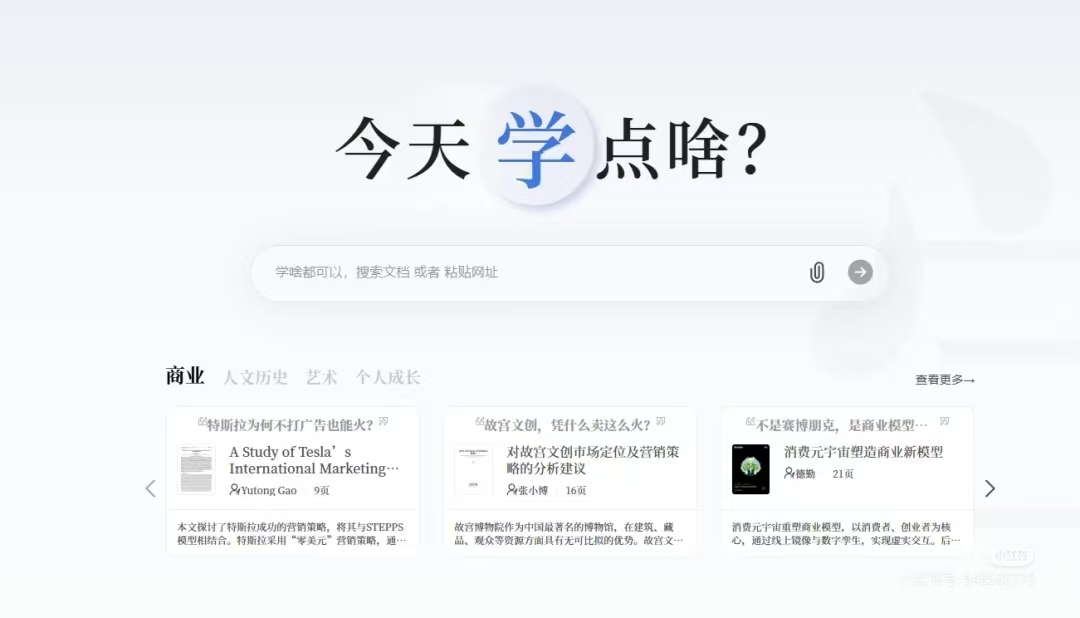 今天学点啥？
学啥都可以，搜索文档 或者 粘贴网址
商业 人文历史 艺术 个人成长
查看更多→
“特斯拉为何不打广告也能火？”
A Study of Tesla’s
International Marketing…
Yutong Gao 9页
本文探讨了特斯拉成功的营销策略，将其与STEPPS
模型相结合。特斯拉采用“零美元”营销策略，通…
“故宫文创，凭什么卖这么火？”
对故宫文创市场定位及营销策
略的分析建议
张小博 16页
故宫博物院作为中国最著名的博物馆，在建筑、藏
品、观众等资源方面具有无可比拟的优势。故宫文…
“不是赛博朋克，是商业模型…”
消费元宇宙塑造商业新模型
德勤 21页
消费元宇宙重塑商业模型，以消费者、创业者为核
心，通过线上镜像与数字孪生，实现虚实交互。后…
小红书